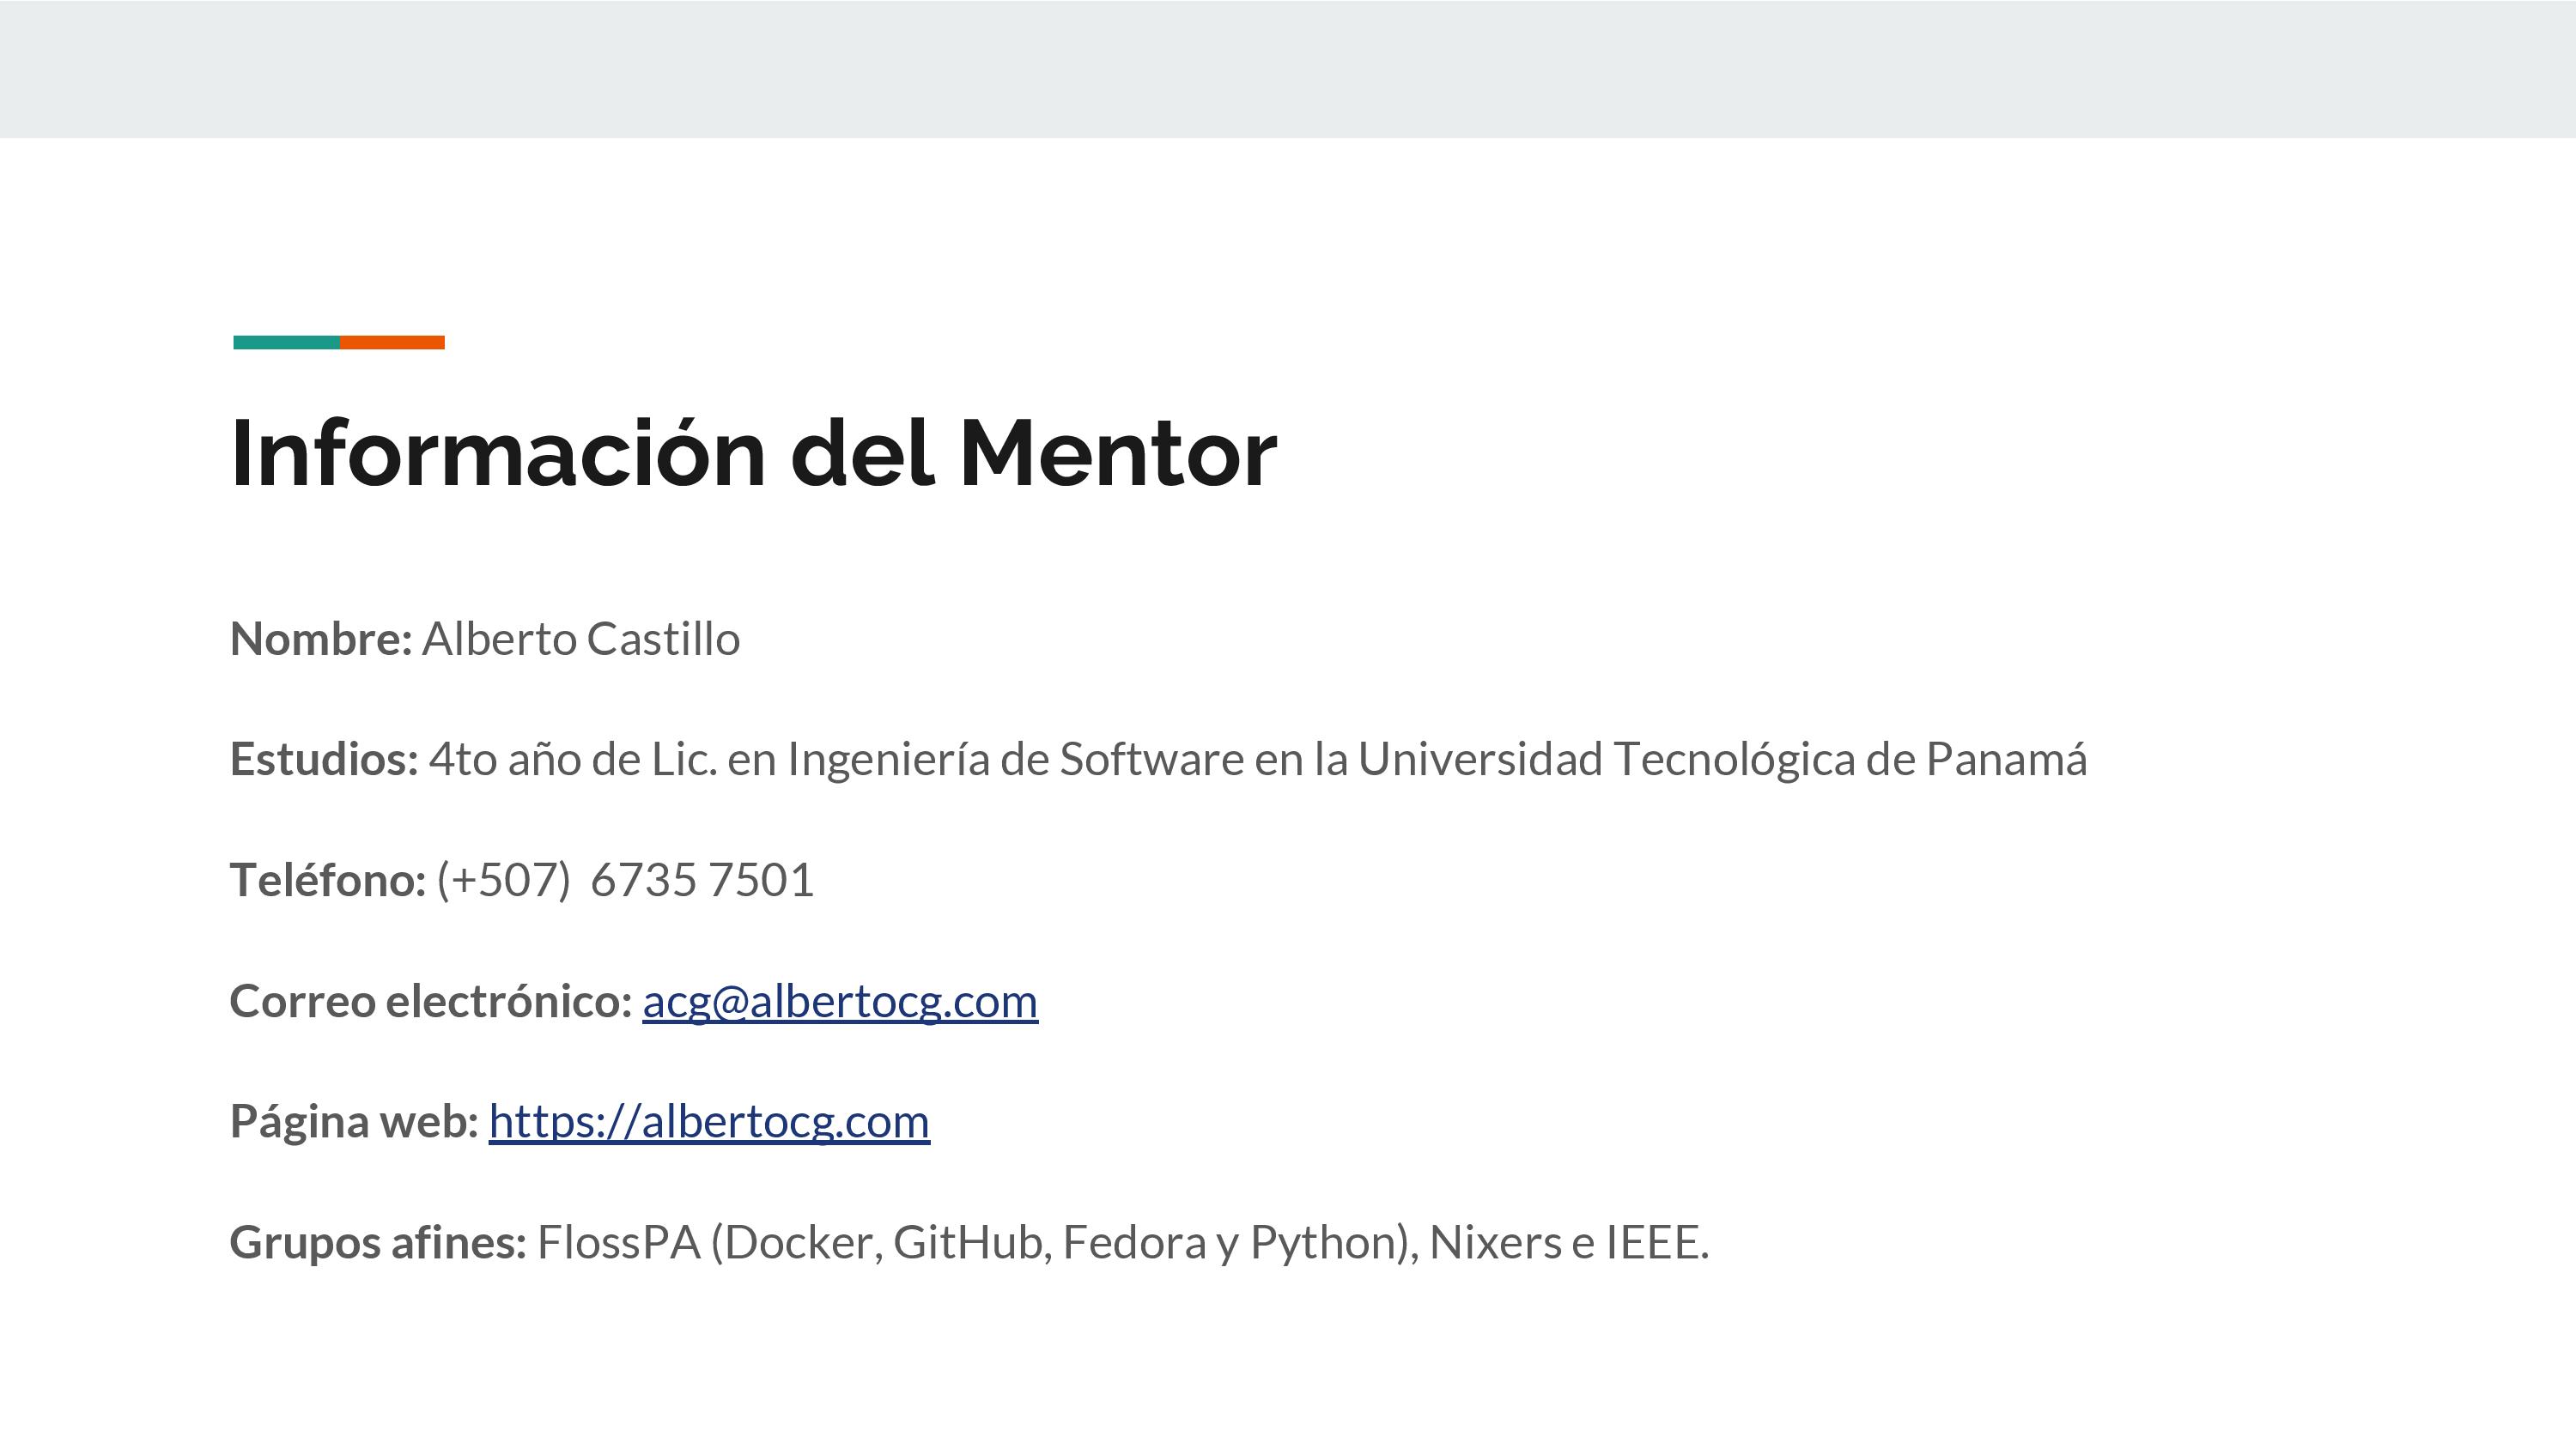 Información del Mentor
Nombre: Alberto Castillo
Estudios: 4to año de Lic. en Ingeniería de Software en la Universidad Tecnológica de Panamá
Teléfono: (+507)  6735 7501
Correo electrónico: acg@albertocg.com
Página web: https://albertocg.com
Grupos afines: FlossPA (Docker, GitHub, Fedora y Python), Nixers e IEEE.